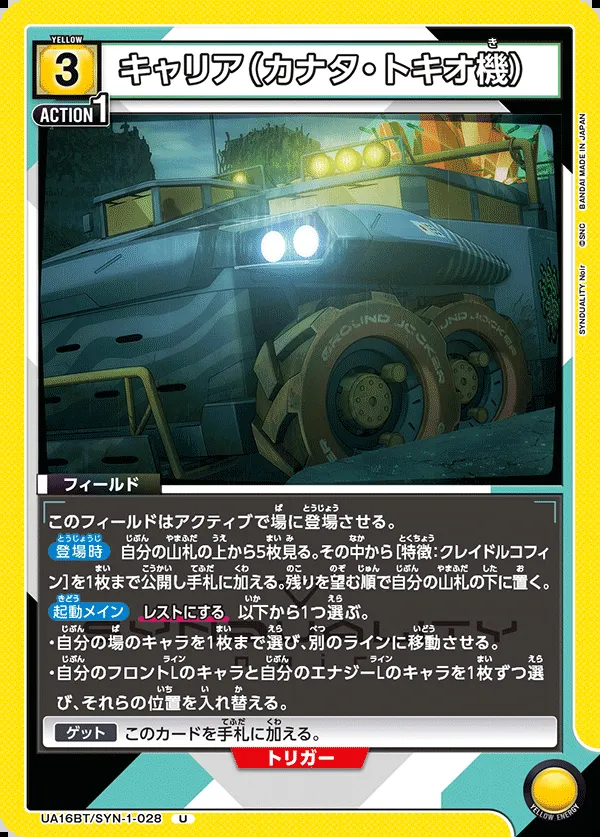 YELLOW
3
キャリア(カナタ・トキオ機)
ACTION 1
BANDAI MADE IN JAPAN
©SNC
SYNDUALITY Noir
GROUND JOCKER
GROUND JOCKER
フィールド
このフィールドはアクティブで場に登場させる。
登場時 自分の山札の上から5枚見る。その中から[特徴:クレイドルコフィ
ン]を1枚まで公開し手札に加える。残りを望む順で自分の山札の下に置く。
起動メイン レストにする 以下から1つ選ぶ。
・自分の場のキャラを1枚まで選び、別のラインに移動させる。
・自分のフロントLのキャラと自分のエナジーLのキャラを1枚ずつ選
び、それらの位置を入れ替える。
ゲット このカードを手札に加える。
トリガー
UA16BT/SYN-1-028 U
YELLOW ENERGY